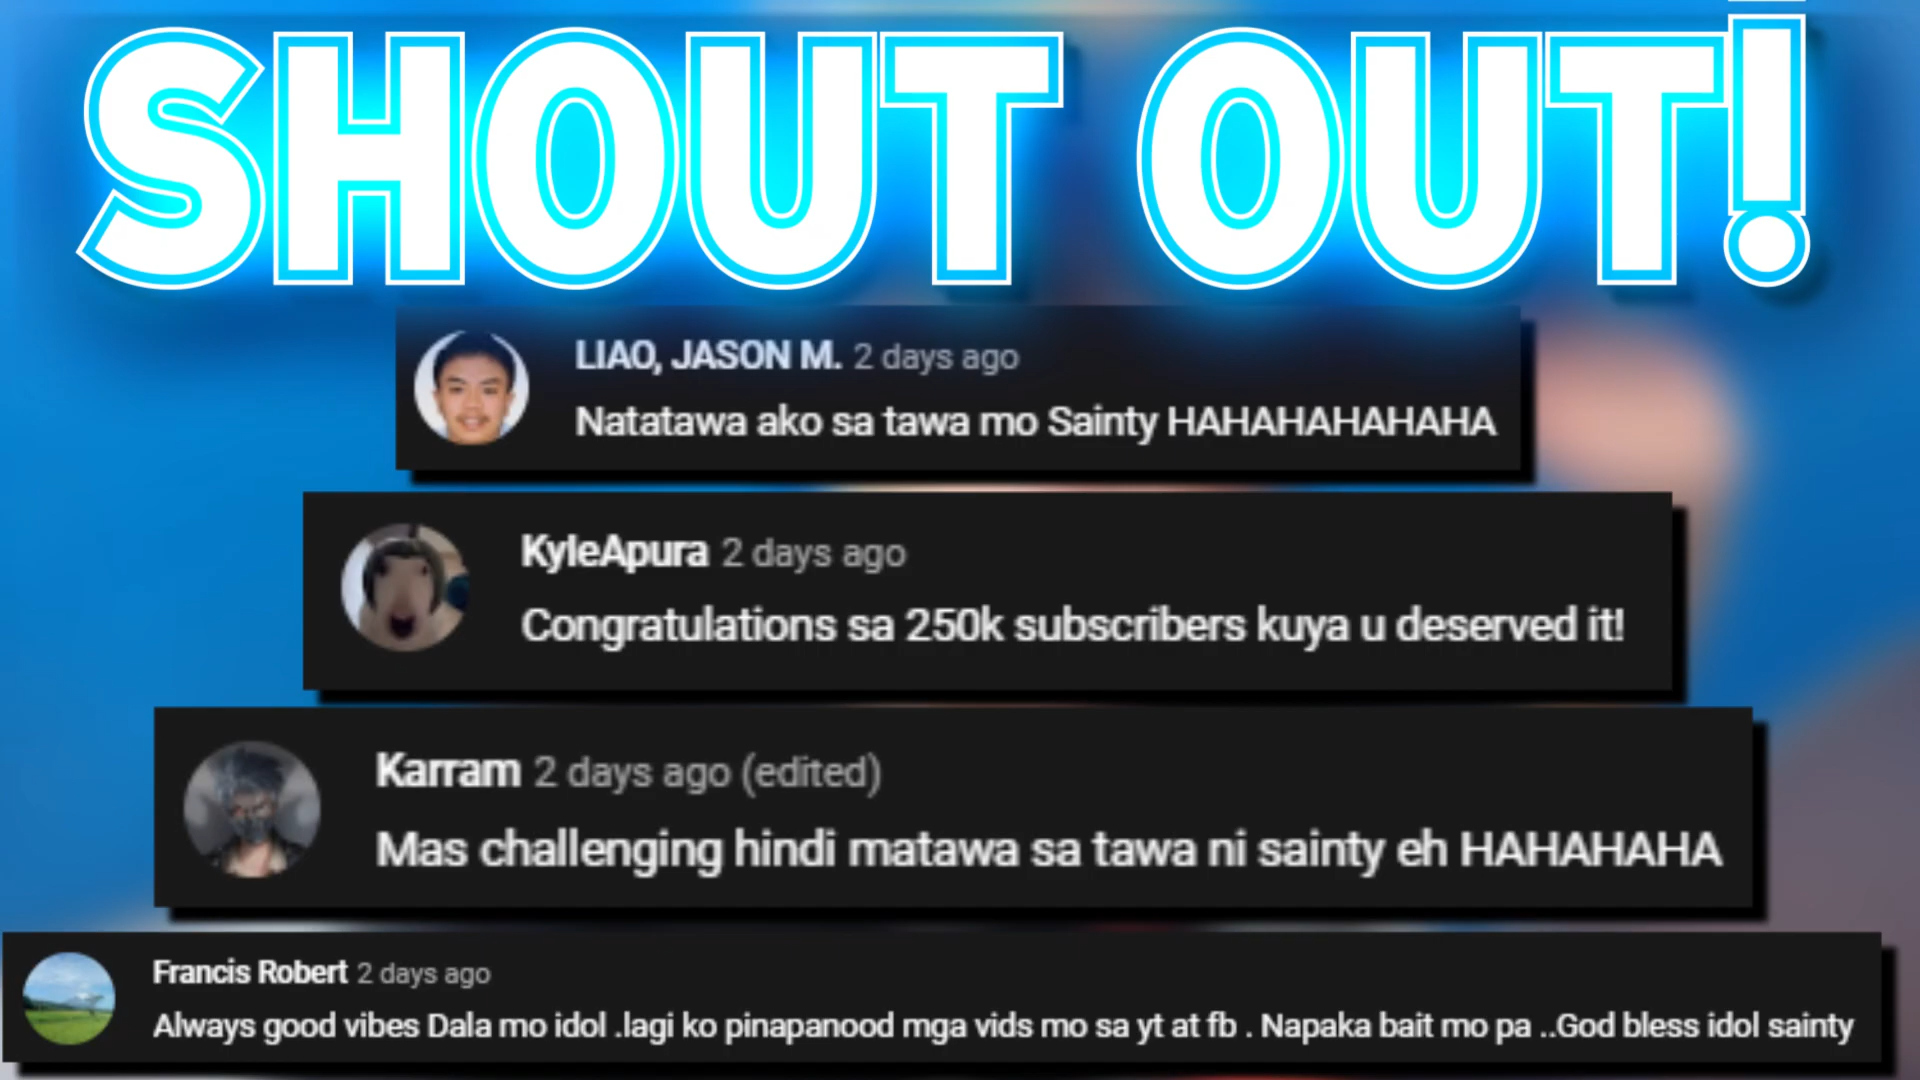 SHOUT OUT!
LIAO, JASON M. 2 days ago
Natatawa ako sa tawa mo Sainty HAHAHAHAHAHA
KyleApura 2 days ago
Congratulations sa 250k subscribers kuya u deserved it!
Karram 2 days ago (edited)
Mas challenging hindi matawa sa tawa ni sainty eh HAHAHAHA
Francis Robert 2 days ago
Always good vibes Dala mo idol .lagi ko pinapanood mga vids mo sa yt at fb . Napaka bait mo pa ..God bless idol sainty